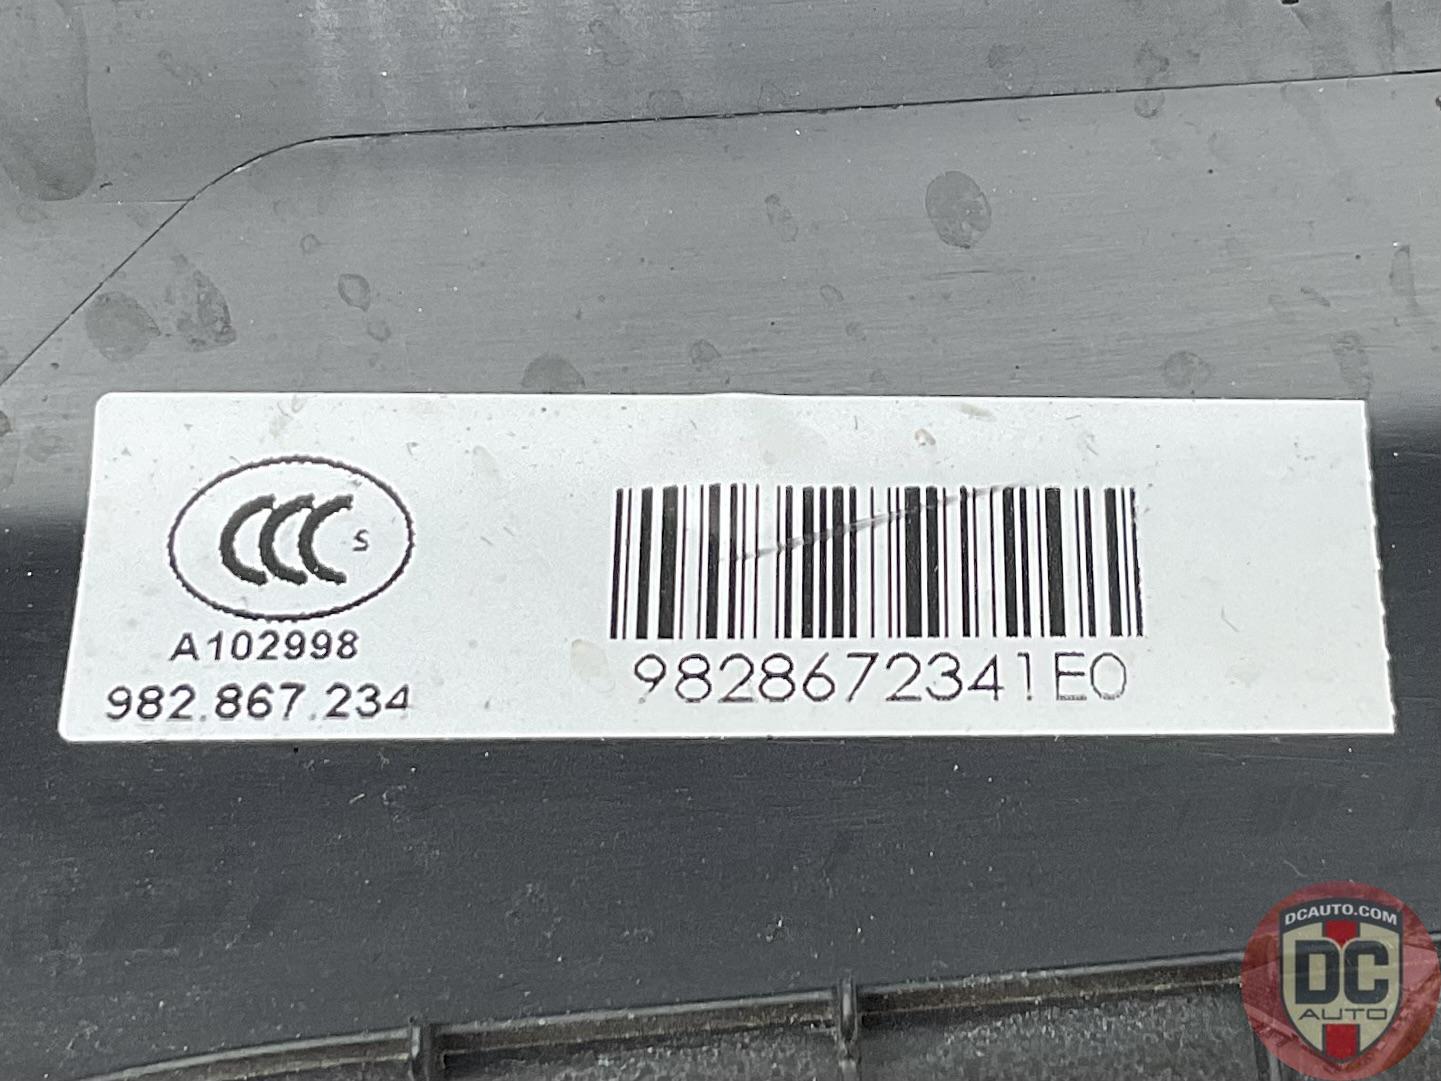 CCC S
A102998
982.867.234
9828672341E0
DCAUTO.COM
DC
AUTO